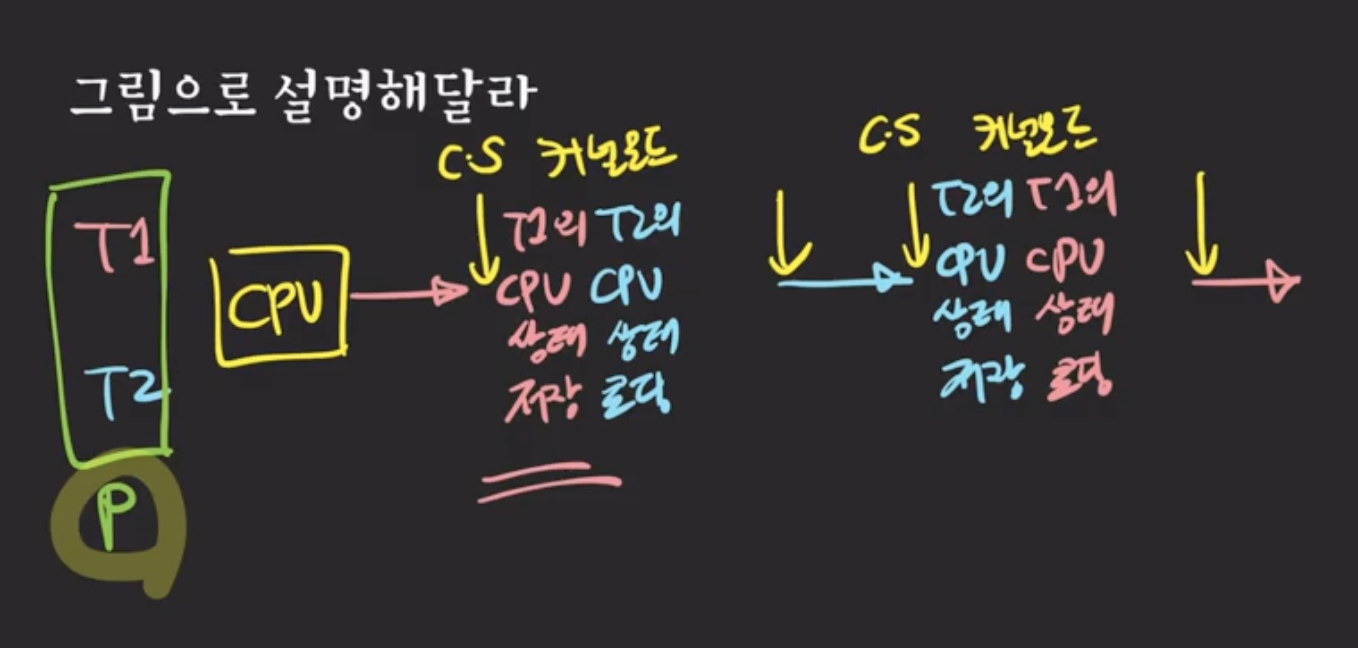 그림으로 설명해달라
C.S 커널모드
C.S 커널모드
T1
T2
P
CPU
T1의 T2의
CPU CPU
상태 상태
저장 로딩
T2의 T1의
CPU CPU
상태 상태
저장 로딩